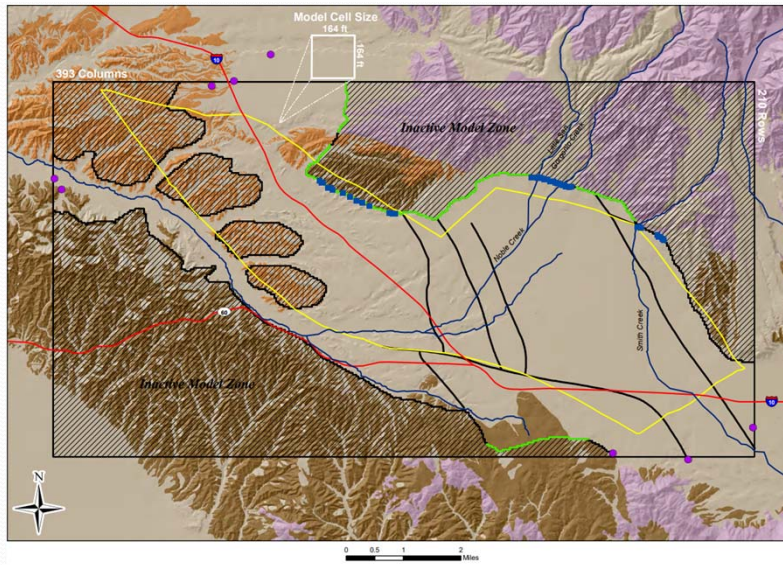 Model Cell Size
164 ft
164 ft
10
393 Columns
210 Rows
Inactive Model Zone
Noble Creek
Smith Creek
60
Inactive Model Zone
10
N
0 0.5 1 2
Miles